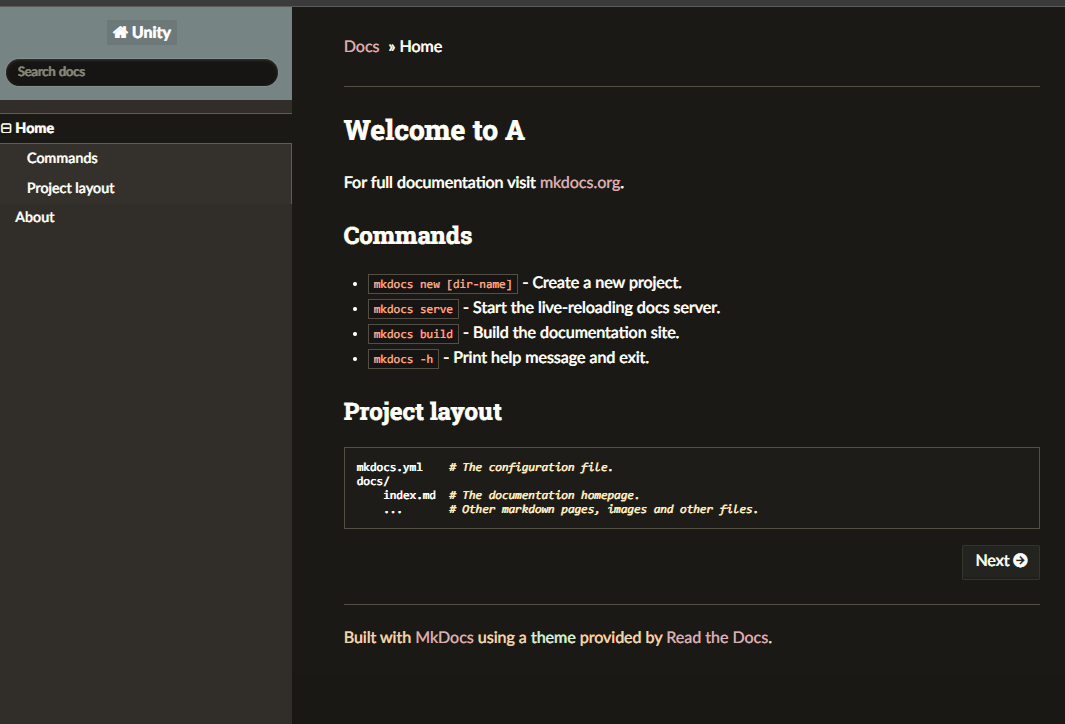 Unity
Search docs
Home
Commands
Project layout
About
Docs » Home
Welcome to A
For full documentation visit mkdocs.org.
Commands
mkdocs new [dir-name] - Create a new project.
mkdocs serve - Start the live-reloading docs server.
mkdocs build - Build the documentation site.
mkdocs -h - Print help message and exit.
Project layout
mkdocs.yml    # The configuration file.
docs/
    index.md  # The documentation homepage.
    ...       # Other markdown pages, images and other files.
Next
Built with MkDocs using a theme provided by Read the Docs.